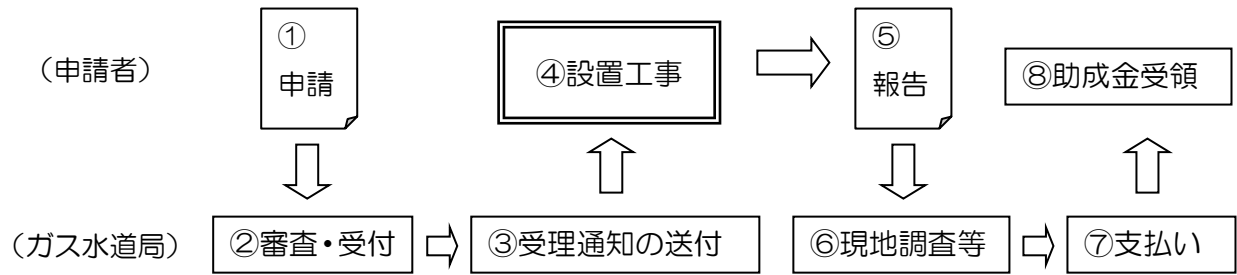 （申請者）
①
申請
④設置工事
⑤
報告
⑧助成金受領
（ガス水道局）
②審査・受付
③受理通知の送付
⑥現地調査等
⑦支払い